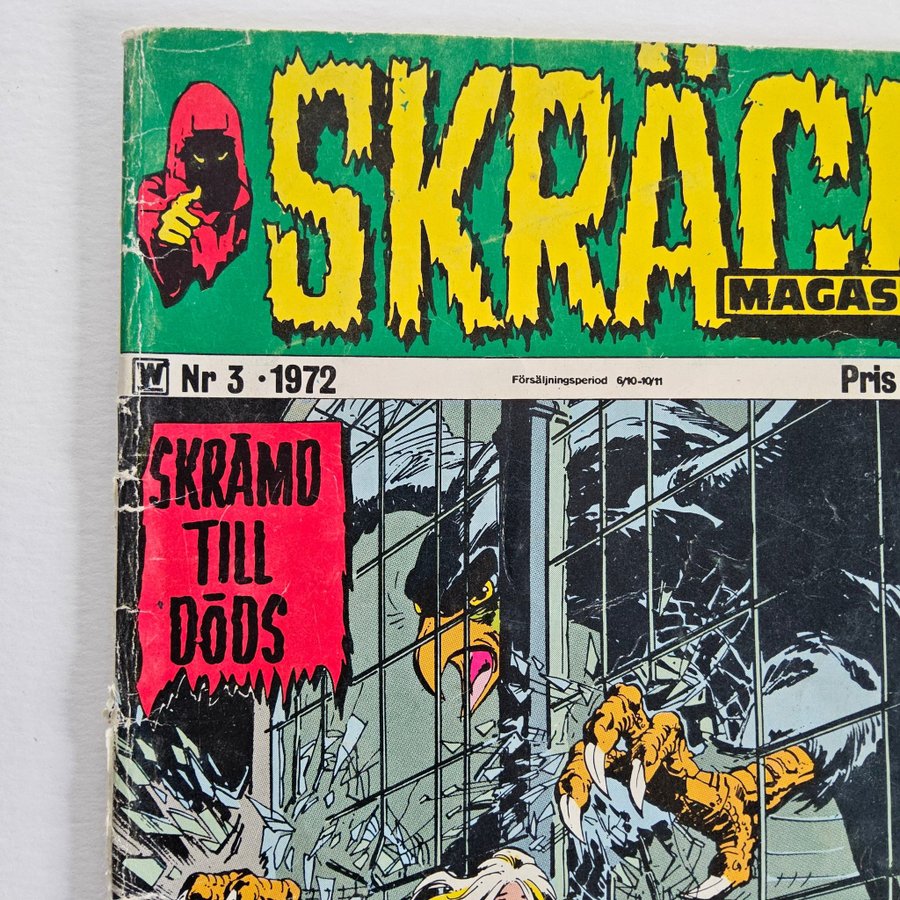 SKRÄC
MAGAS
W Nr 3 · 1972
Försäljningsperiod 6/10-10/11
Pris
SKRÄMD
TILL
DÖDS